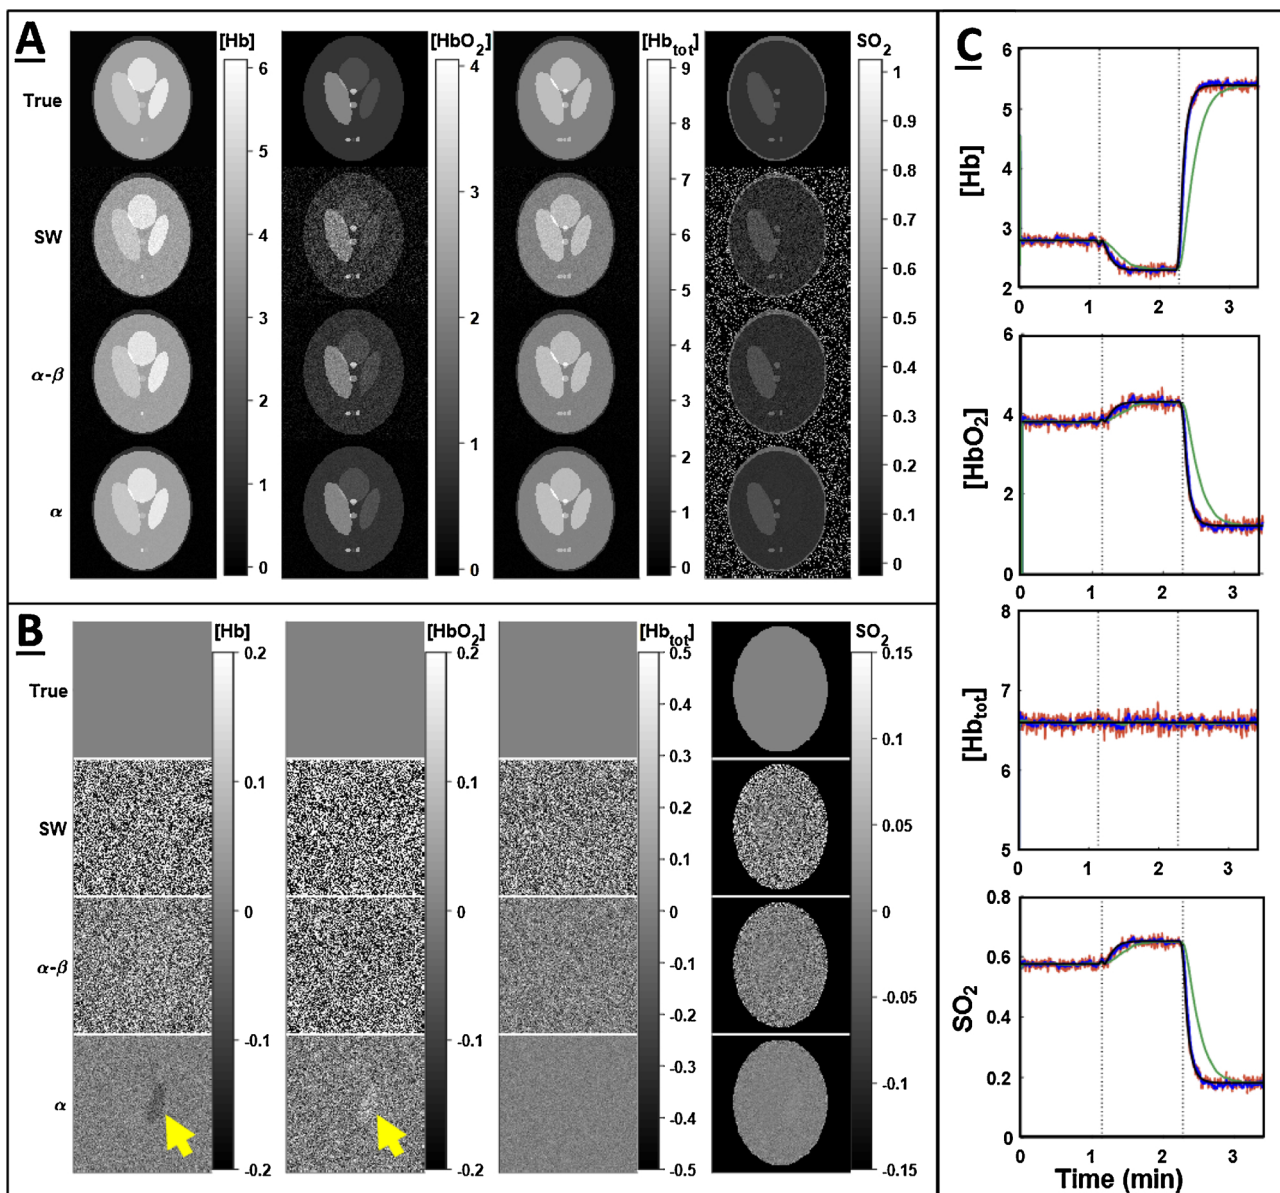 A
[Hb]
[HbO2]
[Hbtot]
SO2
True
SW
α-β
α
6
5
4
3
2
1
0
4
3
2
1
0
9
8
7
6
5
4
3
2
1
0
1
0.9
0.8
0.7
0.6
0.5
0.4
0.3
0.2
0.1
0
B
[Hb]
[HbO2]
[Hbtot]
SO2
True
SW
α-β
α
0.2
0.1
0
-0.1
-0.2
0.2
0.1
0
-0.1
-0.2
0.5
0.4
0.3
0.2
0.1
0
-0.1
-0.2
-0.3
-0.4
-0.5
0.15
0.1
0.05
0
-0.05
-0.1
-0.15
C
[Hb]
6
5
4
3
2
0 1 2 3
[HbO2]
6
4
2
0
0 1 2 3
[Hbtot]
8
7
6
5
0 1 2 3
SO2
0.8
0.6
0.4
0.2
0
0 1 2 3
Time (min)